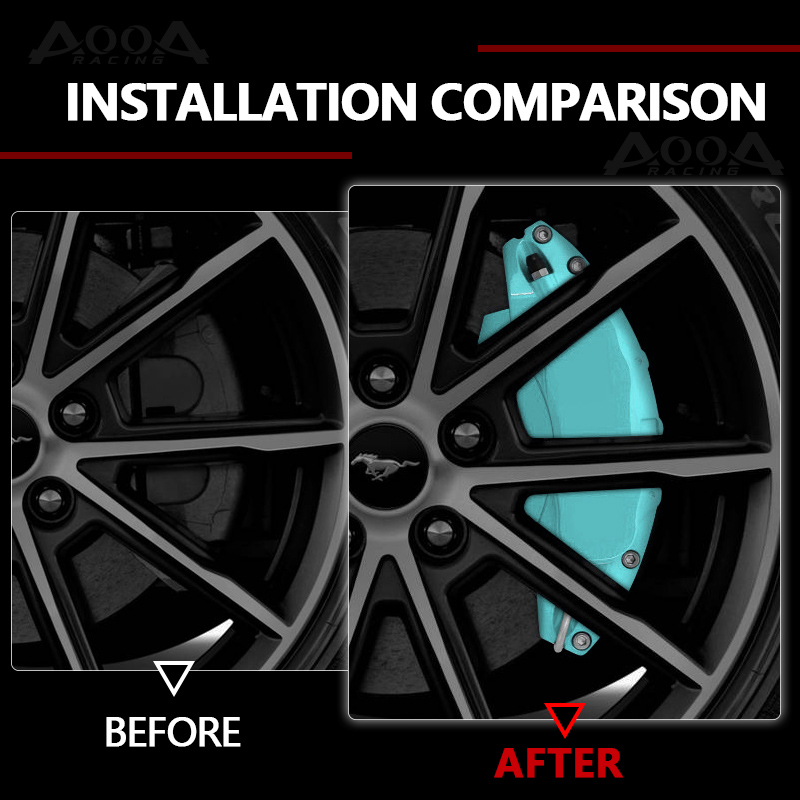 AOOA
RACING
INSTALLATION COMPARISON
AOOA
RACING
BEFORE
AFTER